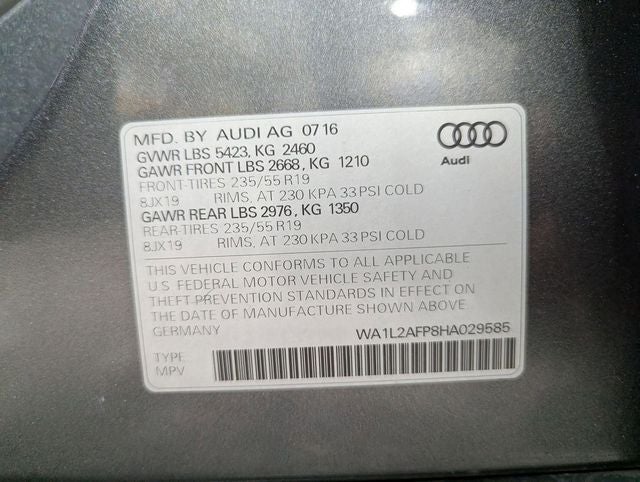 MFD. BY AUDI AG 07 16
GVWR LBS 5423, KG 2460
GAWR FRONT LBS 2668, KG 1210
FRONT-TIRES 235/55 R19
8JX19 RIMS, AT 230 KPA 33 PSI COLD
GAWR REAR LBS 2976, KG 1350
REAR-TIRES 235/55 R19
8JX19 RIMS, AT 230 KPA 33 PSI COLD
Audi
THIS VEHICLE CONFORMS TO ALL APPLICABLE
U.S. FEDERAL MOTOR VEHICLE SAFETY AND
THEFT PREVENTION STANDARDS IN EFFECT ON
THE DATE OF MANUFACTURE SHOWN ABOVE
GERMANY WA1L2AFP8HA029585
TYPE
MPV